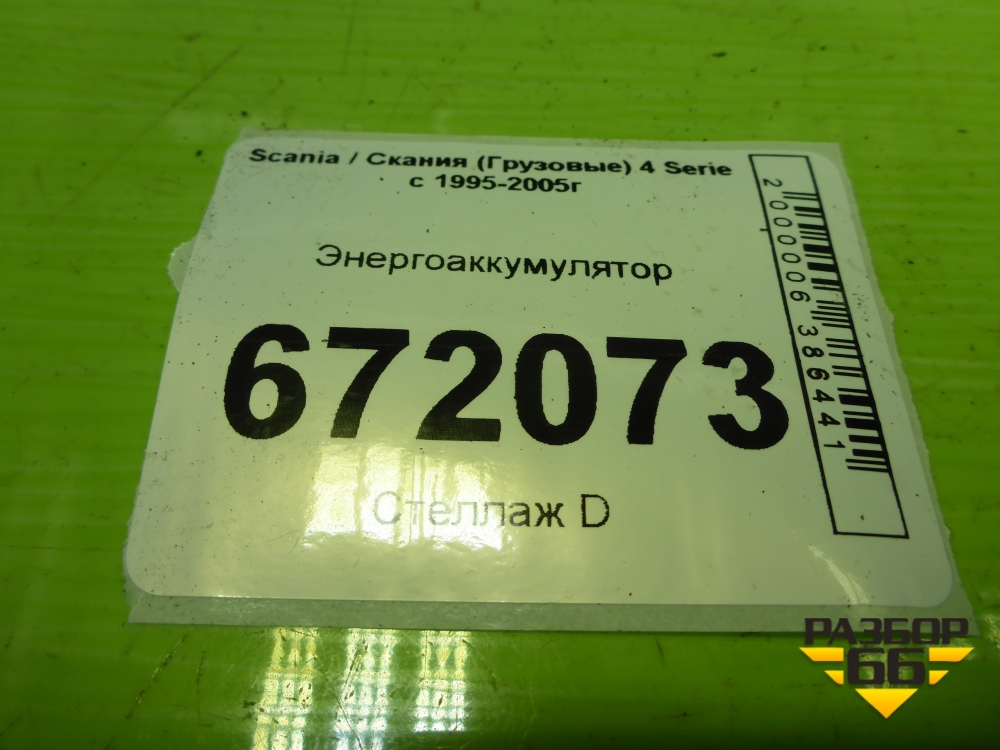 Scania / Скания (Грузовые) 4 Serie
с 1995-2005г
Энергоаккумулятор
672073
Стеллаж D
2000006386441
РАЗБОР
66